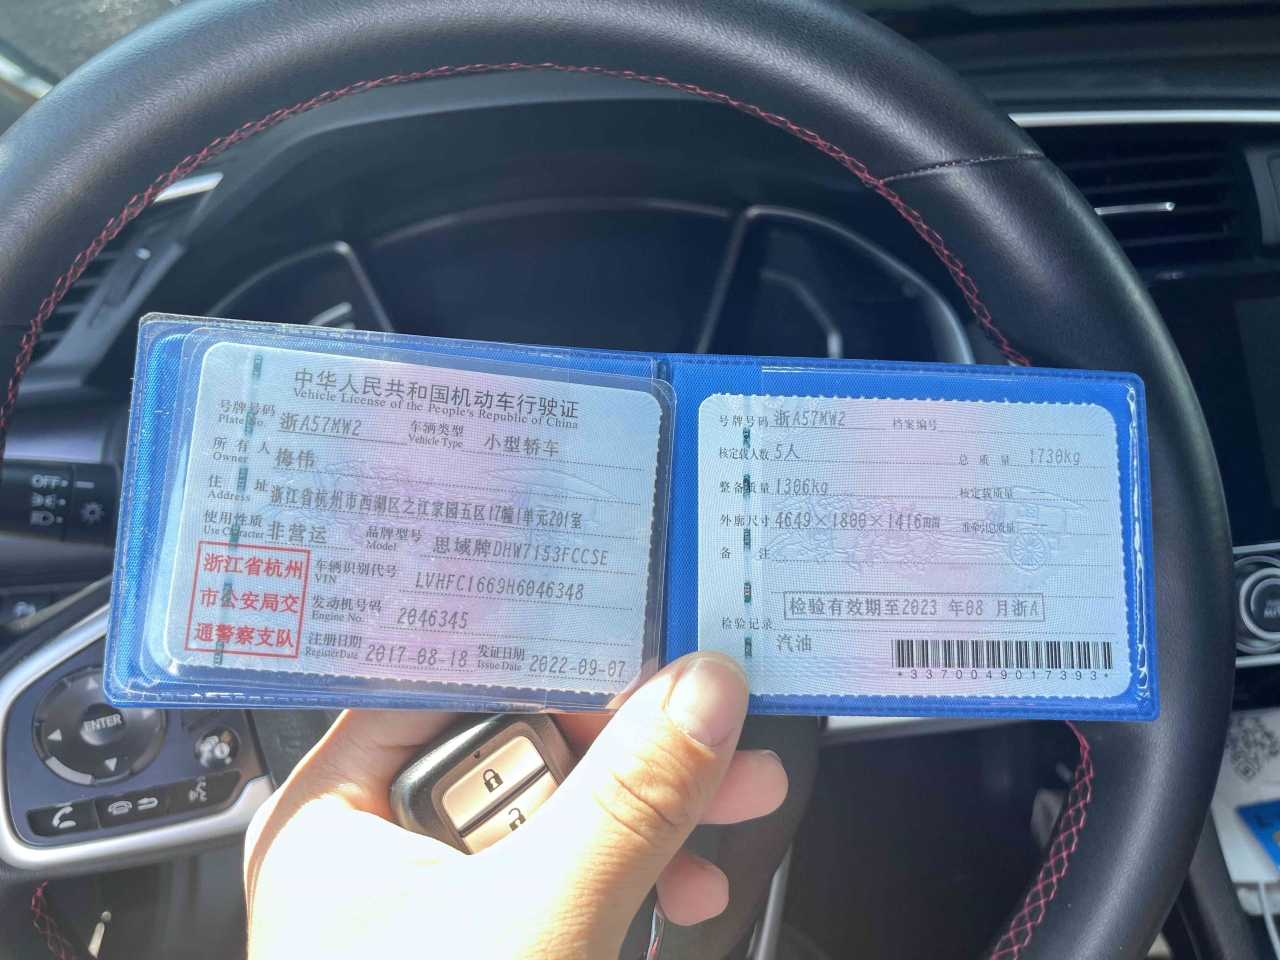 中华人民共和国机动车行驶证
Vehicle License of the People's Republic of China
号牌号码 浙A57MW2 车辆类型 小型轿车
Plate No. Vehicle Type
所有人 梅伟
Owner
住址 浙江省杭州市西湖区之江家园五区17幢1单元201室
Address
使用性质 非营运 品牌型号 思域牌DHW7153FCCSE
Use Character Model
浙江省杭州
市公安局交
通警察支队
车辆识别代号 LVHFC1669H6046348
VIN
发动机号码 2046345
Engine No.
注册日期 2017-08-18 发证日期 2022-09-07
Register Date Issue Date
号牌号码 浙A57MW2 档案编号
核定载人数 5人 总质量 1730kg
整备质量 1306kg 核定载质量 --
外廓尺寸 4649×1800×1416mm 准牵引总质量 --
备注
检验有效期至2023 年08 月浙A
检验记录
汽油
*3370049017393*
OFF
ENTER